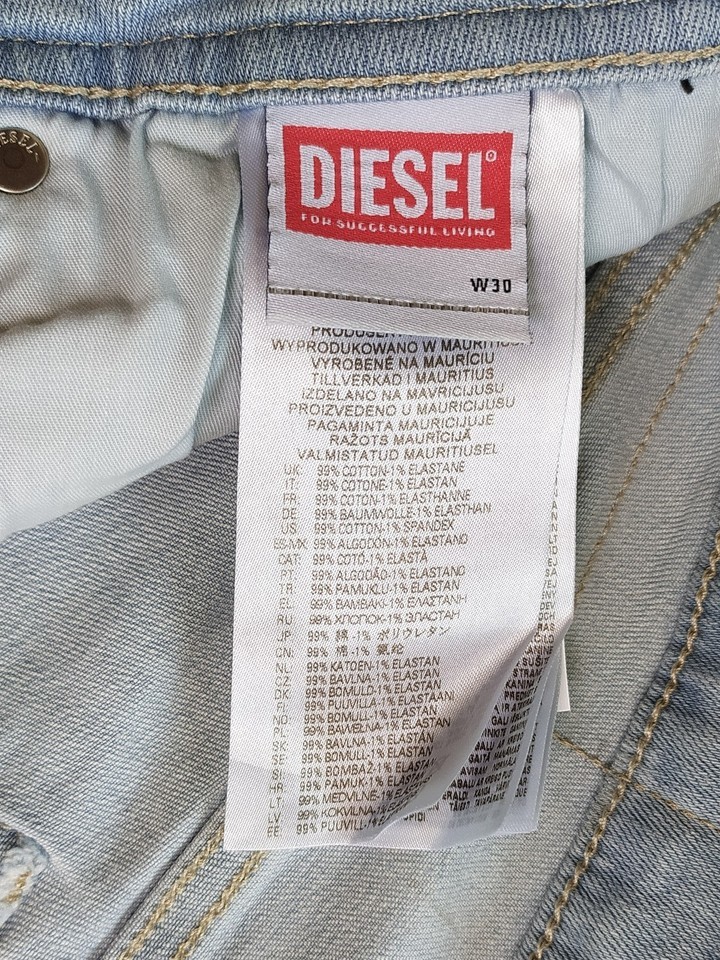 DIESEL
FOR SUCCESSFUL LIVING
W30
WYPRODUKOWANO W MAURITIUS
VYROBENÉ NA MAURÍCIU
TILLVERKAD I MAURITIUS
IZDELANO NA MAVRICIJUSU
PROIZVEDENO U MAURICIJUSU
PAGAMINTA MAURICIJUJE
RAŽOTS MAURĪCIJĀ
VALMISTATUD MAURITIUSEL
UK: 99% COTTON-1% ELASTANE
IT: 99% COTONE-1% ELASTAN
FR: 99% COTON-1% ELASTHANNE
DE: 99% BAUMWOLLE-1% ELASTHAN
US: 99% COTTON-1% SPANDEX
ES-MX: 99% ALGODÓN-1% ELASTANO
CAT: 99% COTÓ-1% ELASTÀ
PT: 99% ALGODÃO-1% ELASTANO
TR: 99% PAMUKLU-1% ELASTAN
EL: 99% ΒΑΜΒΑΚΙ-1% ΕΛΑΣΤΑΝΗ
RU: 99% ХЛОПОК-1% ЭЛАСТАН
JP: 99% 綿 -1% ポリウレタン
CN: 99% 棉 -1% 氨纶
NL: 99% KATOEN-1% ELASTAN
CZ: 99% BAVLNA-1% ELASTAN
DK: 99% BOMULD-1% ELASTAN
FI: 99% PUUVILLA-1% ELASTAANI
NO: 99% BOMULL-1% ELASTAN
PL: 99% BAWEŁNA-1% ELASTAN
SK: 99% BAVLNA-1% ELASTAN
SE: 99% BOMULL-1% ELASTAN
SI: 99% BOMBAŽ-1% ELASTAN
HR: 99% PAMUK-1% ELASTAN
LT: 99% MEDVILNĖ-1%
LV: 99% KOKVILNA-1%
EE: 99% PUUVILL